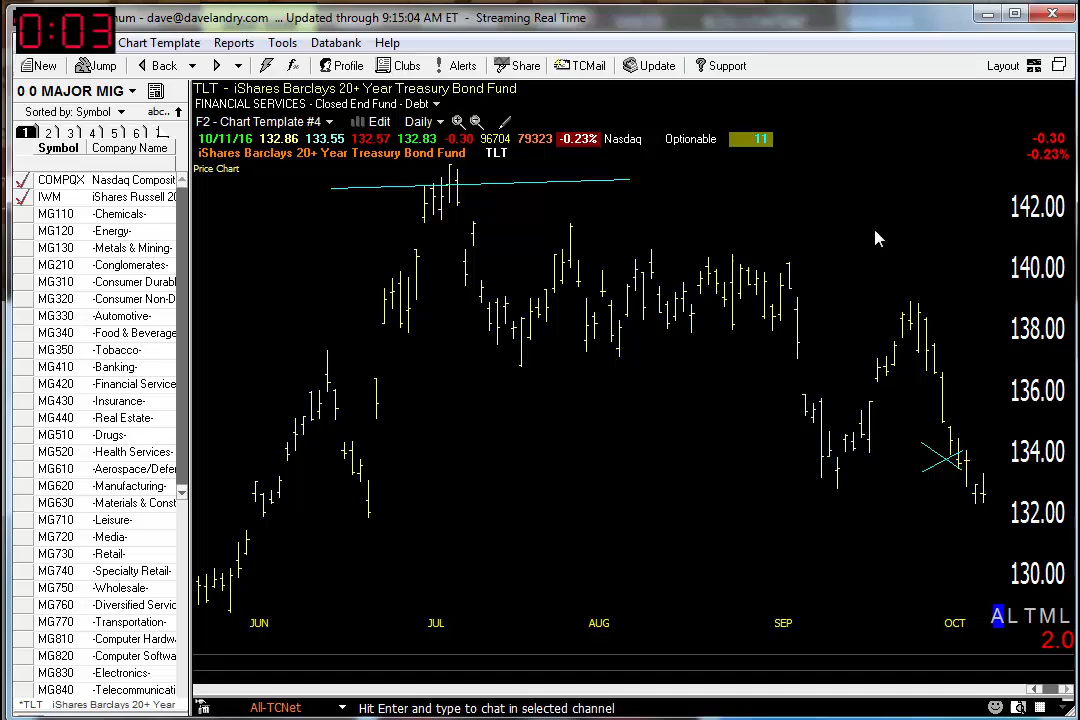 0:03
num - dave@davelandry.com ... Updated through 9:15:04 AM ET - Streaming Real Time
Chart Template Reports Tools Databank Help
New Jump Back Profile Clubs Alerts Share TCMail Update Support Layout
0 0 MAJOR MIG
Sorted by: Symbol abc..
1 2 3 4 5 6
Symbol Company Name
COMPQX Nasdaq Composit
IWM iShares Russell 20
MG110 -Chemicals-
MG120 -Energy-
MG130 -Metals & Mining-
MG210 -Conglomerates-
MG310 -Consumer Durab
MG320 -Consumer Non-D
MG330 -Automotive-
MG340 -Food & Beverage
MG350 -Tobacco-
MG410 -Banking-
MG420 -Financial Service
MG430 -Insurance-
MG440 -Real Estate-
MG510 -Drugs-
MG520 -Health Services-
MG610 -Aerospace/Defer
MG620 -Manufacturing-
MG630 -Materials & Const
MG710 -Leisure-
MG720 -Media-
MG730 -Retail-
MG740 -Specialty Retail-
MG750 -Wholesale-
MG760 -Diversified Servic
MG770 -Transportation-
MG810 -Computer Hardw
MG820 -Computer Softwa
MG830 -Electronics-
MG840 -Telecommunicati
*TLT iShares Barclays 20+ Year
TLT - iShares Barclays 20+ Year Treasury Bond Fund
FINANCIAL SERVICES - Closed End Fund - Debt
F2 - Chart Template #4 Edit Daily
10/11/16 132.86 133.55 132.57 132.83 -0.30 96704 79323 -0.23% Nasdaq Optionable 11
-0.30
-0.23%
iShares Barclays 20+ Year Treasury Bond Fund TLT
Price Chart
142.00
140.00
138.00
136.00
134.00
132.00
130.00
JUN JUL AUG SEP OCT
A L T M L
2.0
All-TCNet Hit Enter and type to chat in selected channel